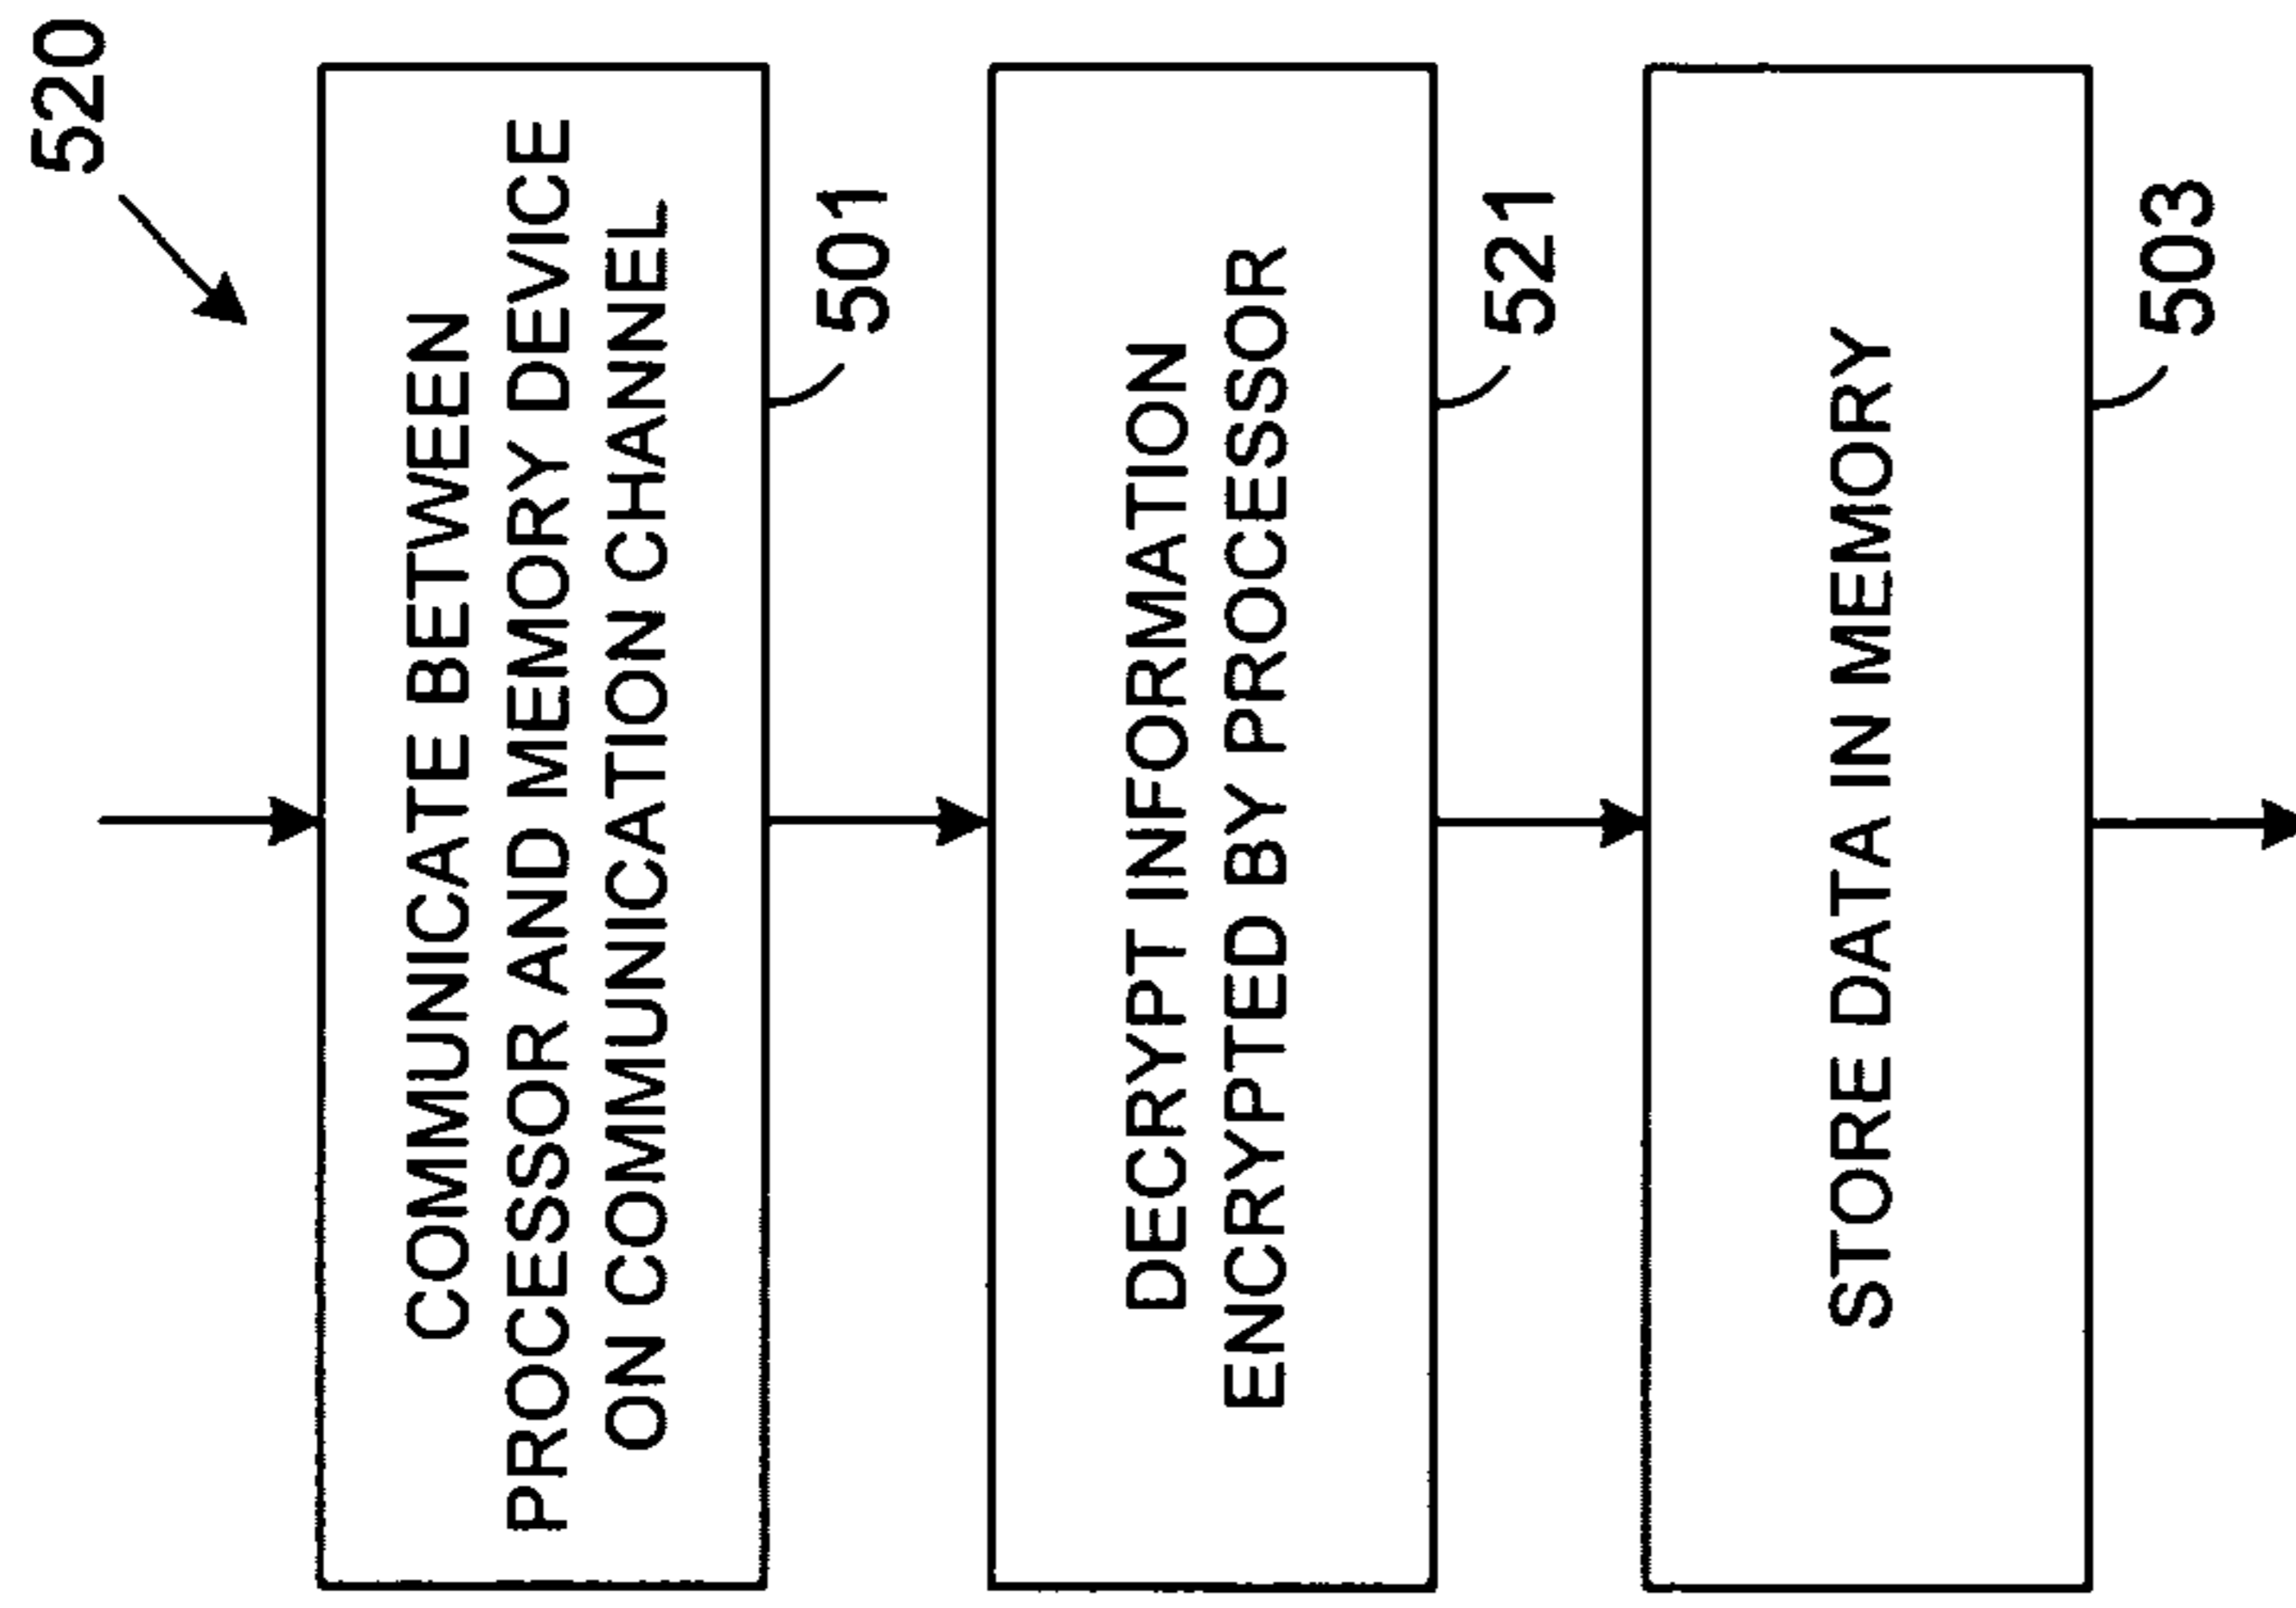 520
COMMUNICATE BETWEEN
PROCESSOR AND MEMORY DEVICE
ON COMMUNICATION CHANNEL
501
DECRYPT INFORMATION
ENCRYPTED BY PROCESSOR
521
STORE DATA IN MEMORY
503